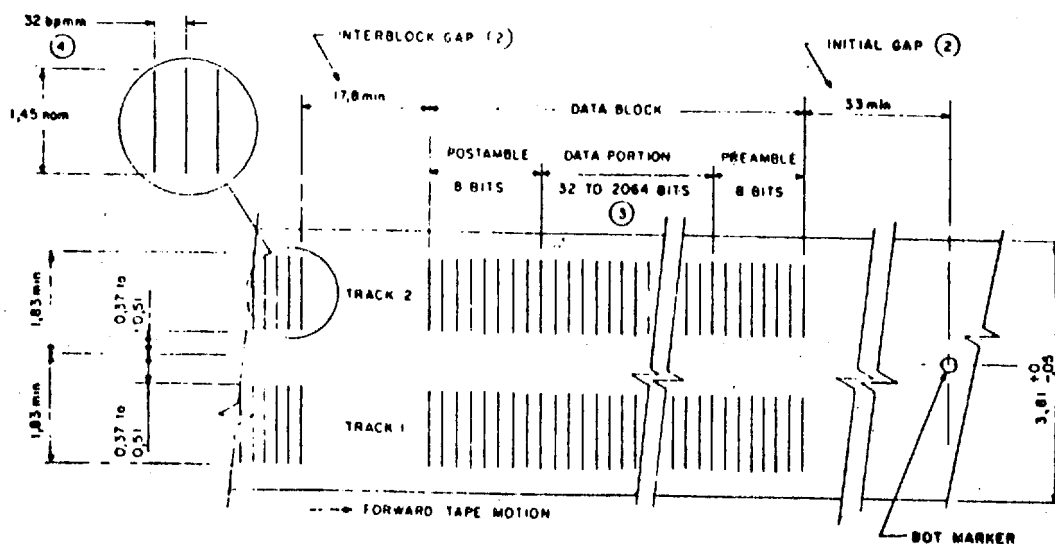 32 bpmm
④
INTERBLOCK GAP (2)
INITIAL GAP ②
1,45 nom
17,8 min
DATA BLOCK
33 min
POSTAMBLE
DATA PORTION
PREAMBLE
8 BITS
32 TO 2064 BITS
8 BITS
③
1,83 min
0,37 to
0,51
TRACK 2
1,83 min
0,37 to
0,51
TRACK 1
3,81 +0
-,05
FORWARD TAPE MOTION
BOT MARKER